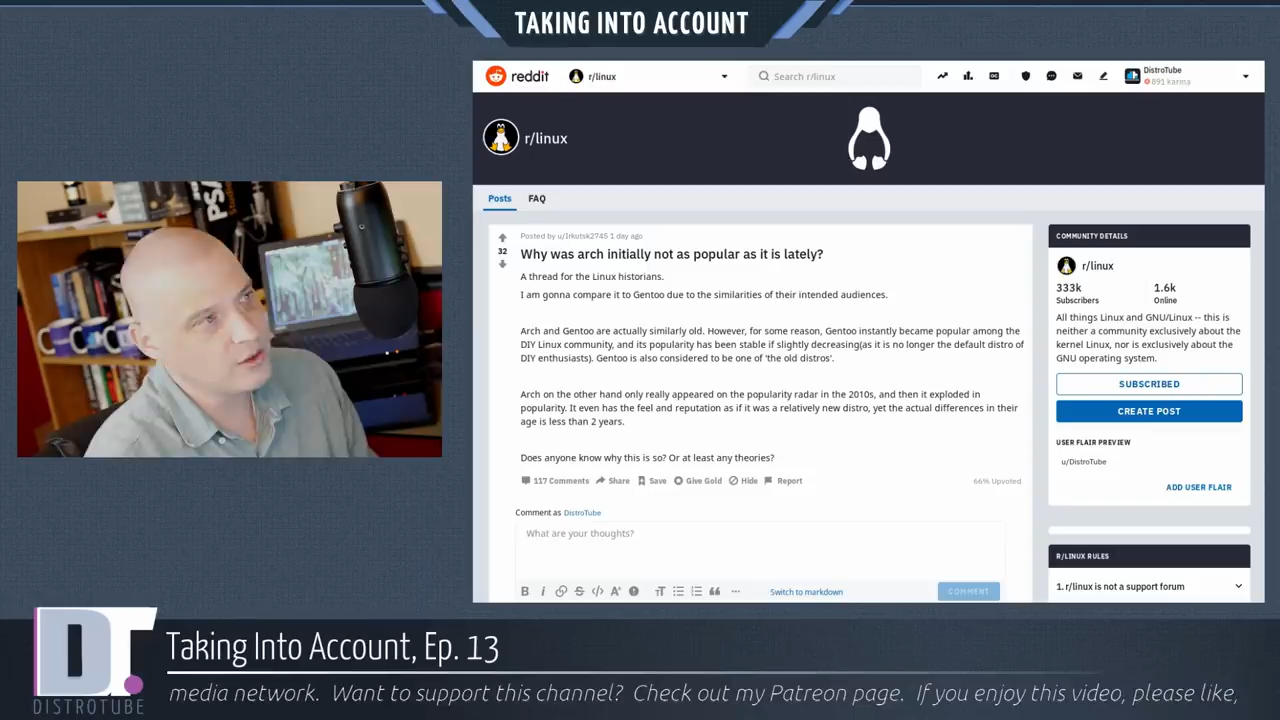 TAKING INTO ACCOUNT
reddit
r/linux
Search r/linux
DistroTube
891 karma
r/linux
Posts
FAQ
Posted by u/Irkutsk2745 1 day ago
32
Why was arch initially not as popular as it is lately?
A thread for the Linux historians.
I am gonna compare it to Gentoo due to the similarities of their intended audiences.
Arch and Gentoo are actually similarly old. However, for some reason, Gentoo instantly became popular among the
DIY Linux community, and its popularity has been stable if slightly decreasing(as it is no longer the default distro of
DIY enthusiasts). Gentoo is also considered to be one of 'the old distros'.
Arch on the other hand only really appeared on the popularity radar in the 2010s, and then it exploded in
popularity. It even has the feel and reputation as if it was a relatively new distro, yet the actual differences in their
age is less than 2 years.
Does anyone know why this is so? Or at least any theories?
117 Comments
Share
Save
Give Gold
Hide
Report
66% Upvoted
Comment as DistroTube
What are your thoughts?
Switch to markdown
COMMENT
COMMUNITY DETAILS
r/linux
333k
1.6k
Subscribers
Online
All things Linux and GNU/Linux -- this is
neither a community exclusively about the
kernel Linux, nor is exclusively about the
GNU operating system.
SUBSCRIBED
CREATE POST
USER FLAIR PREVIEW
u/DistroTube
ADD USER FLAIR
R/LINUX RULES
1. r/linux is not a support forum
DT
DISTROTUBE
Taking Into Account, Ep. 13
media network. Want to support this channel? Check out my Patreon page. If you enjoy this video, please like,